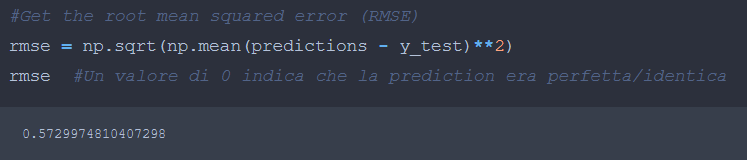 #Get the root mean squared error (RMSE)
rmse = np.sqrt(np.mean(predictions - y_test)**2)
rmse  #Un valore di 0 indica che la prediction era perfetta/identica
0.5729974810407298